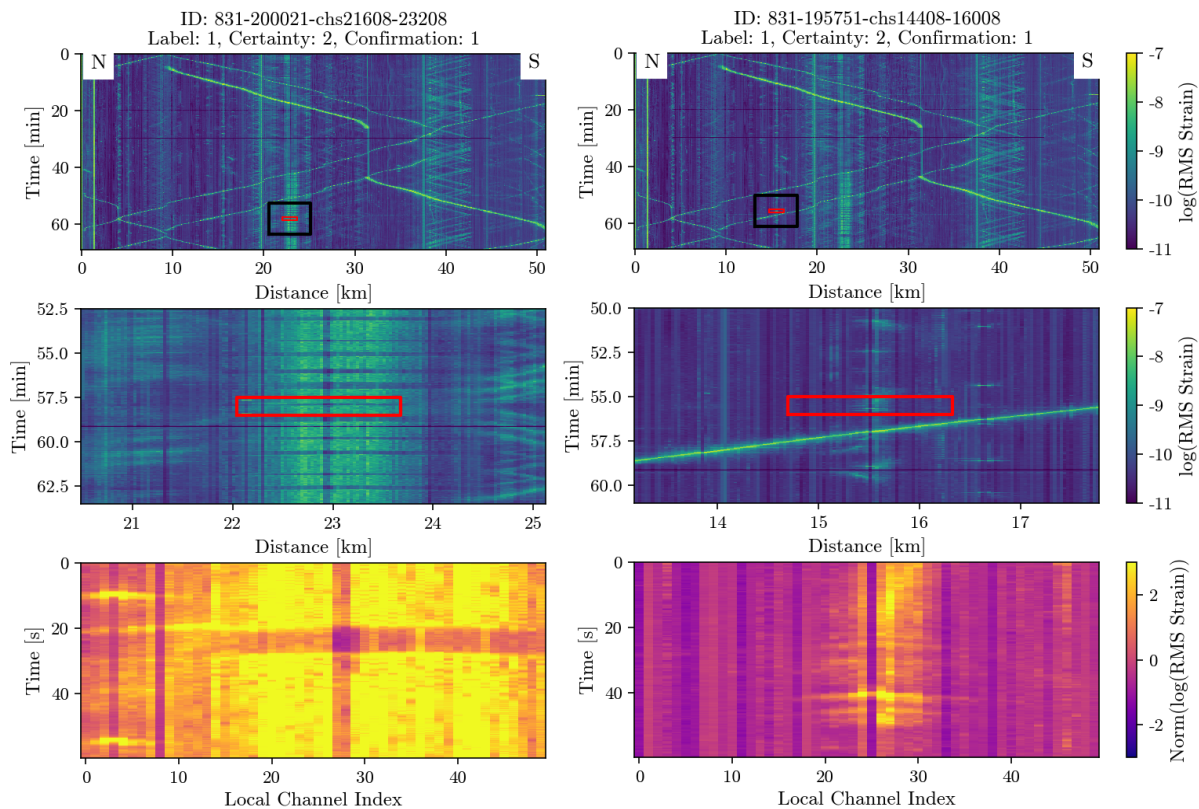 ID: 831-200021-chs21608-23208
Label: 1, Certainty: 2, Confirmation: 1
N
S
0
20
40
60
Time [min]
0
10
20
30
40
50
Distance [km]
ID: 831-195751-chs14408-16008
Label: 1, Certainty: 2, Confirmation: 1
N
S
0
20
40
60
Time [min]
0
10
20
30
40
50
Distance [km]
-7
-8
-9
-10
-11
log(RMS Strain)
52.5
55.0
57.5
60.0
62.5
Time [min]
21
22
23
24
25
Distance [km]
50.0
52.5
55.0
57.5
60.0
Time [min]
14
15
16
17
Distance [km]
-7
-8
-9
-10
-11
log(RMS Strain)
0
20
40
Time [s]
0
10
20
30
40
Local Channel Index
0
20
40
Time [s]
0
10
20
30
40
Local Channel Index
2
0
-2
Norm(log(RMS Strain))